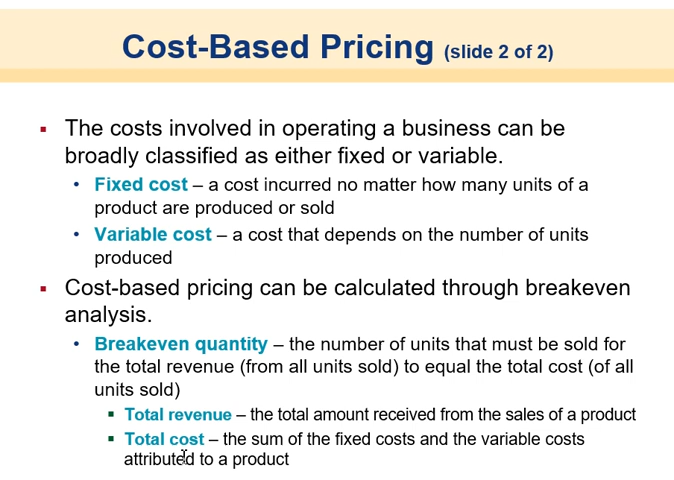 Cost-Based Pricing (slide 2 of 2)
▪ The costs involved in operating a business can be
broadly classified as either fixed or variable.
• Fixed cost – a cost incurred no matter how many units of a
product are produced or sold
• Variable cost – a cost that depends on the number of units
produced
▪ Cost-based pricing can be calculated through breakeven
analysis.
• Breakeven quantity – the number of units that must be sold for
the total revenue (from all units sold) to equal the total cost (of all
units sold)
▪ Total revenue – the total amount received from the sales of a product
▪ Total cost – the sum of the fixed costs and the variable costs
attributed to a product